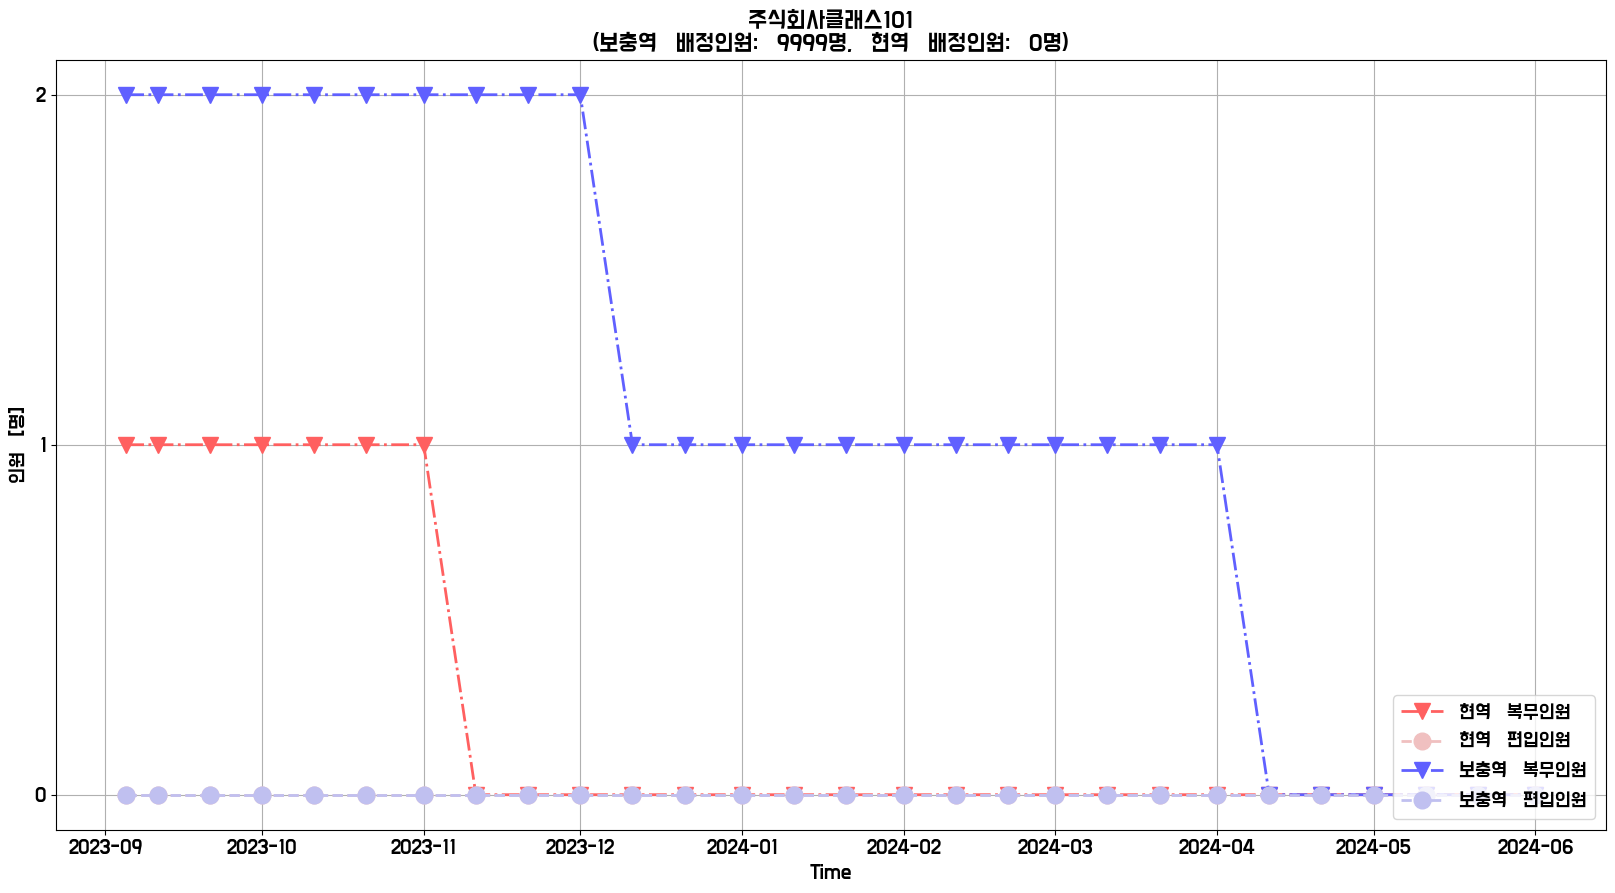 주식회사클래스101
(보충역 배정인원: 9999명, 현역 배정인원: 0명)
인원 [명]
2
1
0
현역 복무인원
현역 편입인원
보충역 복무인원
보충역 편입인원
2023-09 2023-10 2023-11 2023-12 2024-01 2024-02 2024-03 2024-04 2024-05 2024-06
Time